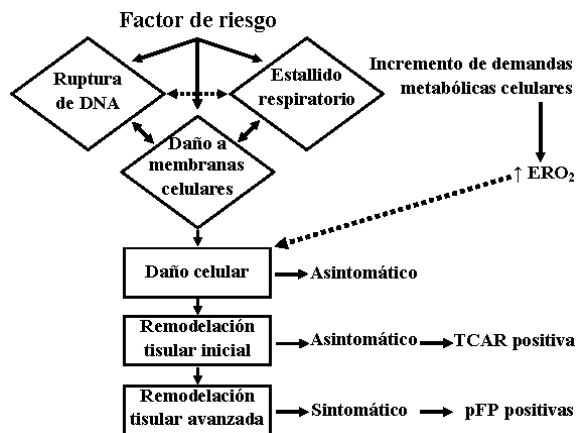 Factor de riesgo
Ruptura
de DNA
Estallido
respiratorio
Incremento de demandas
metabólicas celulares
Daño a
membranas
celulares
↑ ERO₂
Daño celular
Asintomático
Remodelación
tisular inicial
Asintomático
TCAR positiva
Remodelación
tisular avanzada
Sintomático
pFP positivas